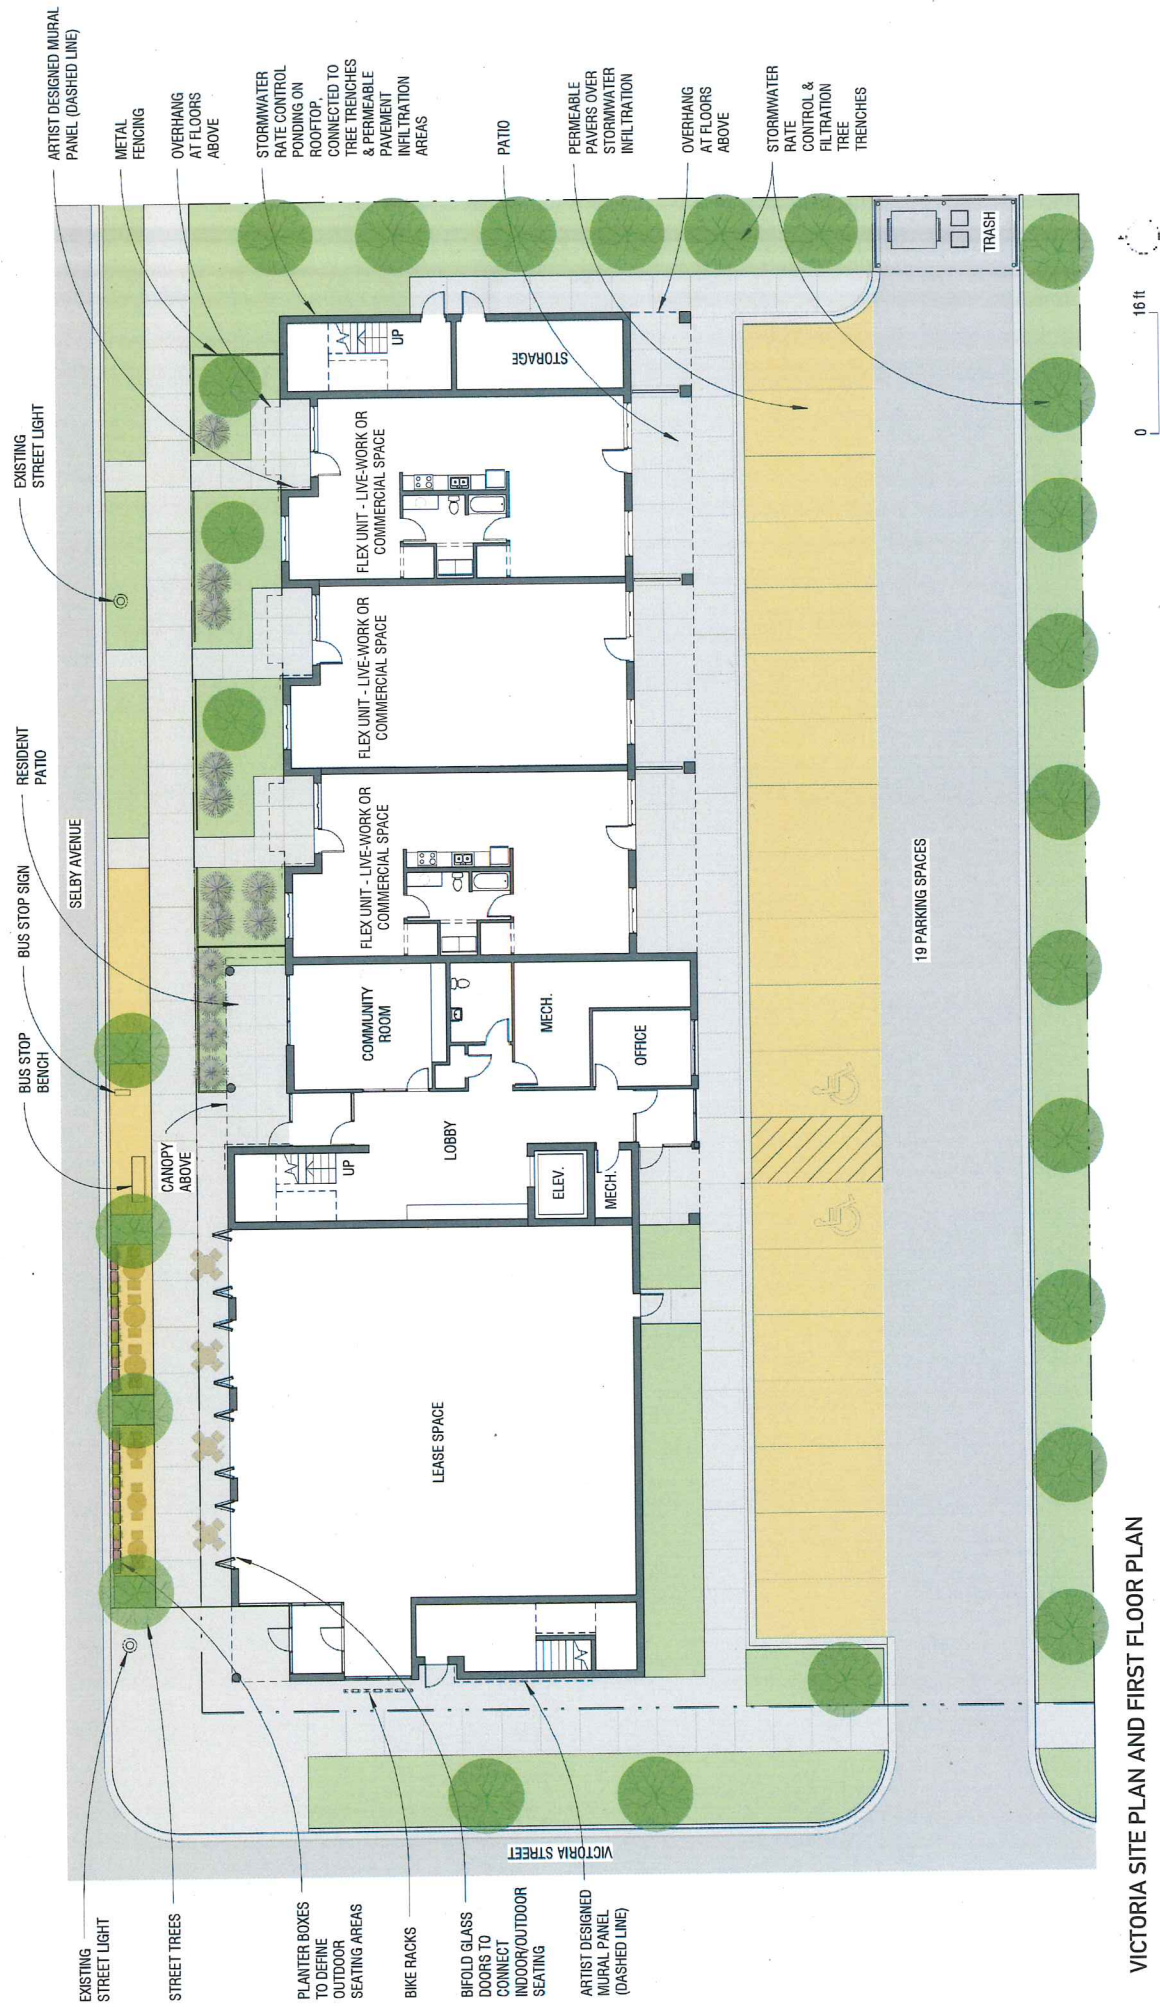 EXISTING
STREET LIGHT
STREET TREES
PLANTER BOXES
TO DEFINE
OUTDOOR
SEATING AREAS
BIKE RACKS
BIFOLD GLASS
DOORS TO
CONNECT
INDOOR/OUTDOOR
SEATING
ARTIST DESIGNED
MURAL PANEL
(DASHED LINE)
BUS STOP
BENCH
BUS STOP SIGN
RESIDENT
PATIO
EXISTING
STREET LIGHT
SELBY AVENUE
VICTORIA STREET
CANOPY
ABOVE
LEASE SPACE
UP
LOBBY
ELEV.
MECH.
COMMUNITY
ROOM
MECH.
OFFICE
FLEX UNIT - LIVE-WORK OR
COMMERCIAL SPACE
FLEX UNIT - LIVE-WORK OR
COMMERCIAL SPACE
FLEX UNIT - LIVE-WORK OR
COMMERCIAL SPACE
UP
STORAGE
19 PARKING SPACES
TRASH
ARTIST DESIGNED MURAL
PANEL (DASHED LINE)
METAL
FENCING
OVERHANG
AT FLOORS
ABOVE
STORMWATER
RATE CONTROL
PONDING ON
ROOFTOP,
CONNECTED TO
TREE TRENCHES
& PERMEABLE
PAVEMENT
INFILTRATION
AREAS
PATIO
PERMEABLE
PAVERS OVER
STORMWATER
INFILTRATION
OVERHANG
AT FLOORS
ABOVE
STORMWATER
RATE
CONTROL &
FILTRATION
TREE
TRENCHES
0 16 ft
VICTORIA SITE PLAN AND FIRST FLOOR PLAN